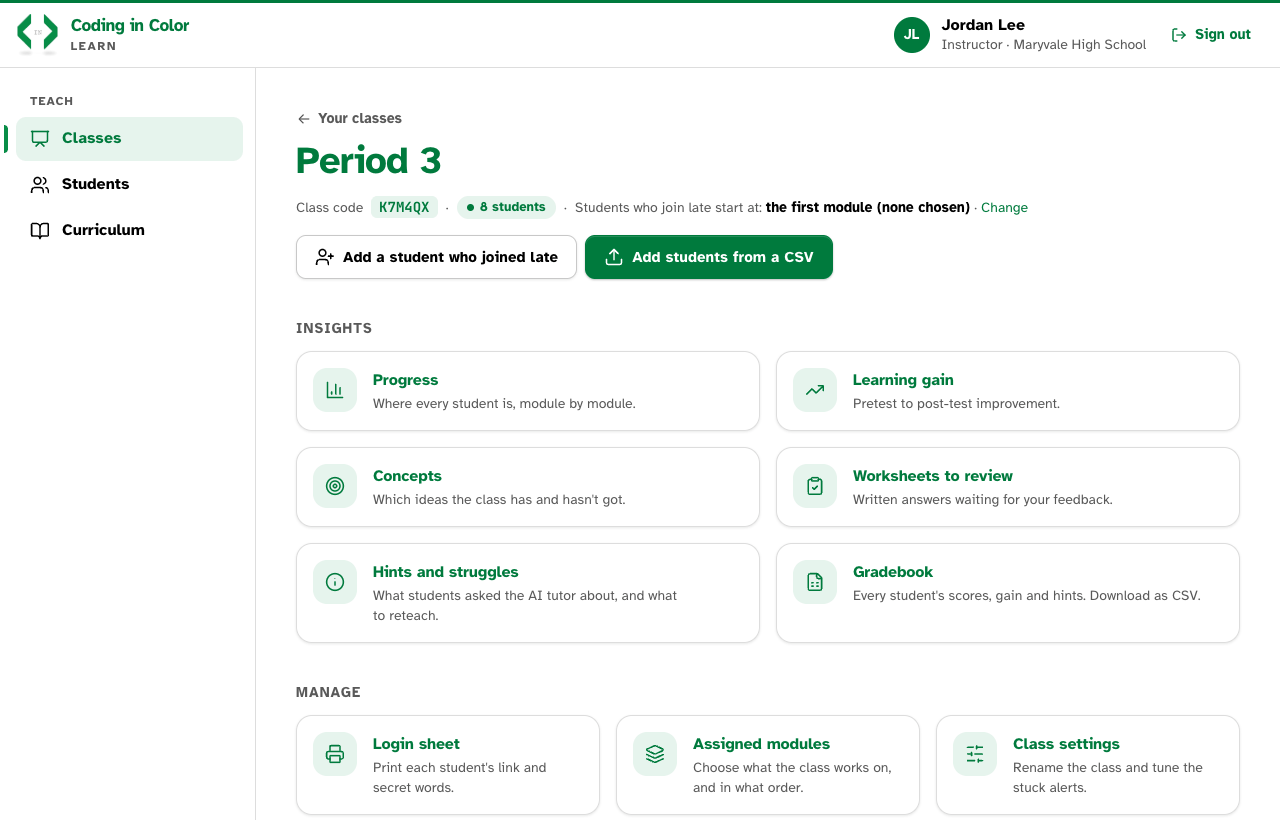 Coding in Color
LEARN
JL
Jordan Lee
Instructor · Maryvale High School
Sign out
TEACH
Classes
Students
Curriculum
Your classes
Period 3
Class code K7M4QX · 8 students · Students who join late start at: the first module (none chosen) · Change
Add a student who joined late
Add students from a CSV
INSIGHTS
Progress
Where every student is, module by module.
Learning gain
Pretest to post-test improvement.
Concepts
Which ideas the class has and hasn't got.
Worksheets to review
Written answers waiting for your feedback.
Hints and struggles
What students asked the AI tutor about, and what
to reteach.
Gradebook
Every student's scores, gain and hints. Download as CSV.
MANAGE
Login sheet
Print each student's link and
secret words.
Assigned modules
Choose what the class works on,
and in what order.
Class settings
Rename the class and tune the
stuck alerts.